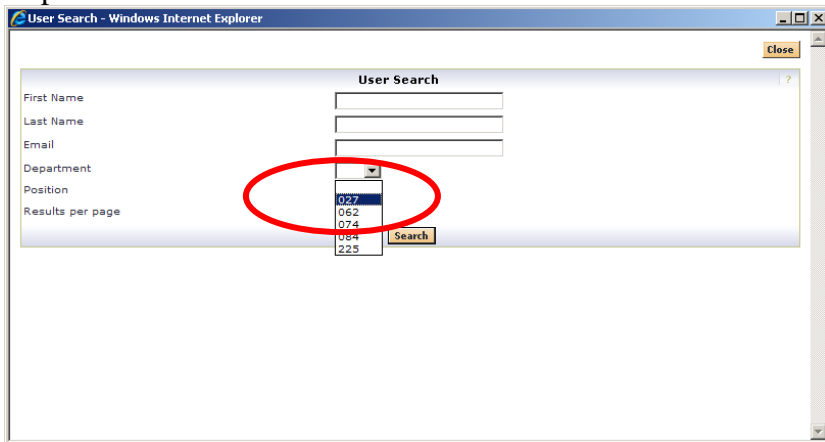 User Search - Windows Internet Explorer
Close
User Search
?
First Name
Last Name
Email
Department
Position
027
Results per page
062
074
084
Search
225